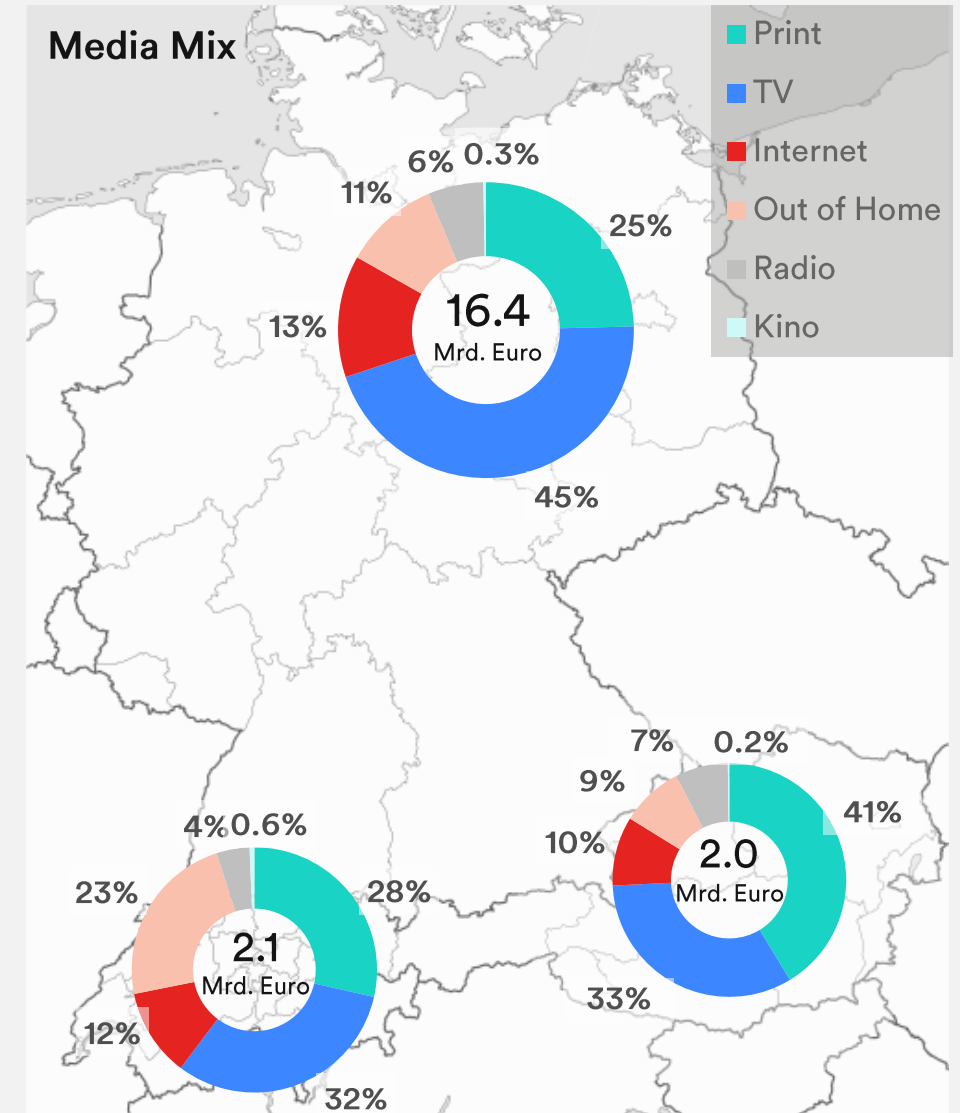 Media Mix
Print
TV
Internet
Out of Home
Radio
Kino
6%
0.3%
11%
25%
13%
16.4
Mrd. Euro
45%
7%
0.2%
9%
41%
10%
2.0
Mrd. Euro
33%
4%
0.6%
23%
28%
2.1
Mrd. Euro
12%
32%